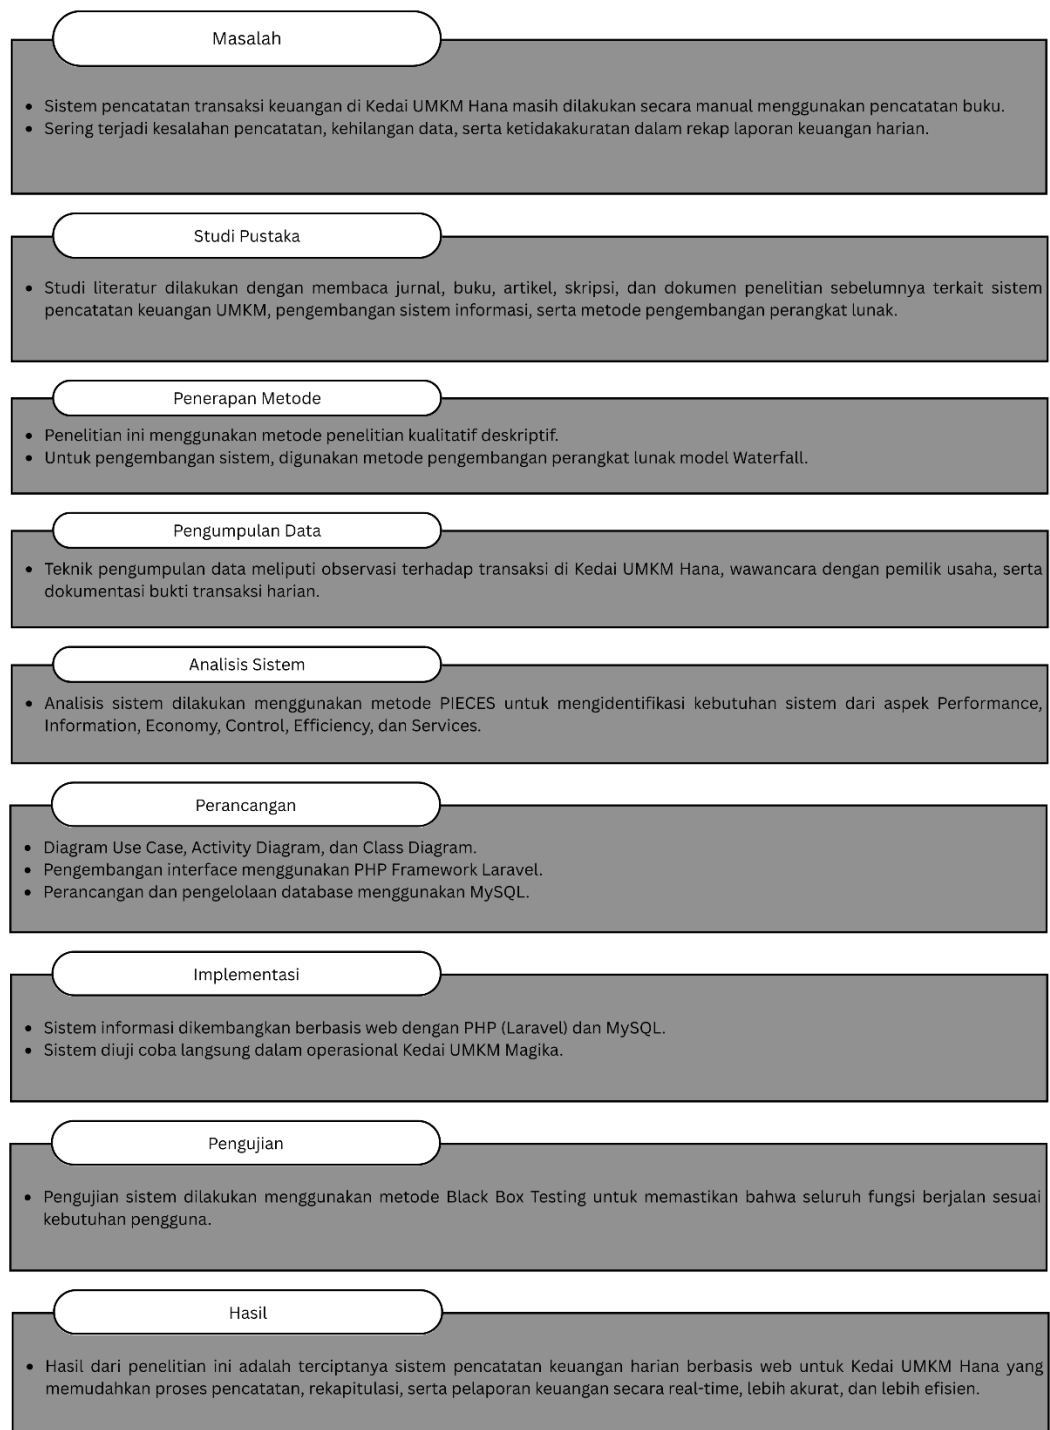 Masalah
• Sistem pencatatan transaksi keuangan di Kedai UMKM Hana masih dilakukan secara manual menggunakan pencatatan buku.
• Sering terjadi kesalahan pencatatan, kehilangan data, serta ketidakakuratan dalam rekap laporan keuangan harian.
Studi Pustaka
• Studi literatur dilakukan dengan membaca jurnal, buku, artikel, skripsi, dan dokumen penelitian sebelumnya terkait sistem
pencatatan keuangan UMKM, pengembangan sistem informasi, serta metode pengembangan perangkat lunak.
Penerapan Metode
• Penelitian ini menggunakan metode penelitian kualitatif deskriptif.
• Untuk pengembangan sistem, digunakan metode pengembangan perangkat lunak model Waterfall.
Pengumpulan Data
• Teknik pengumpulan data meliputi observasi terhadap transaksi di Kedai UMKM Hana, wawancara dengan pemilik usaha, serta
dokumentasi bukti transaksi harian.
Analisis Sistem
• Analisis sistem dilakukan menggunakan metode PIECES untuk mengidentifikasi kebutuhan sistem dari aspek Performance,
Information, Economy, Control, Efficiency, dan Services.
Perancangan
• Diagram Use Case, Activity Diagram, dan Class Diagram.
• Pengembangan interface menggunakan PHP Framework Laravel.
• Perancangan dan pengelolaan database menggunakan MySQL.
Implementasi
• Sistem informasi dikembangkan berbasis web dengan PHP (Laravel) dan MySQL.
• Sistem diuji coba langsung dalam operasional Kedai UMKM Magika.
Pengujian
• Pengujian sistem dilakukan menggunakan metode Black Box Testing untuk memastikan bahwa seluruh fungsi berjalan sesuai
kebutuhan pengguna.
Hasil
• Hasil dari penelitian ini adalah terciptanya sistem pencatatan keuangan harian berbasis web untuk Kedai UMKM Hana yang
memudahkan proses pencatatan, rekapitulasi, serta pelaporan keuangan secara real-time, lebih akurat, dan lebih efisien.